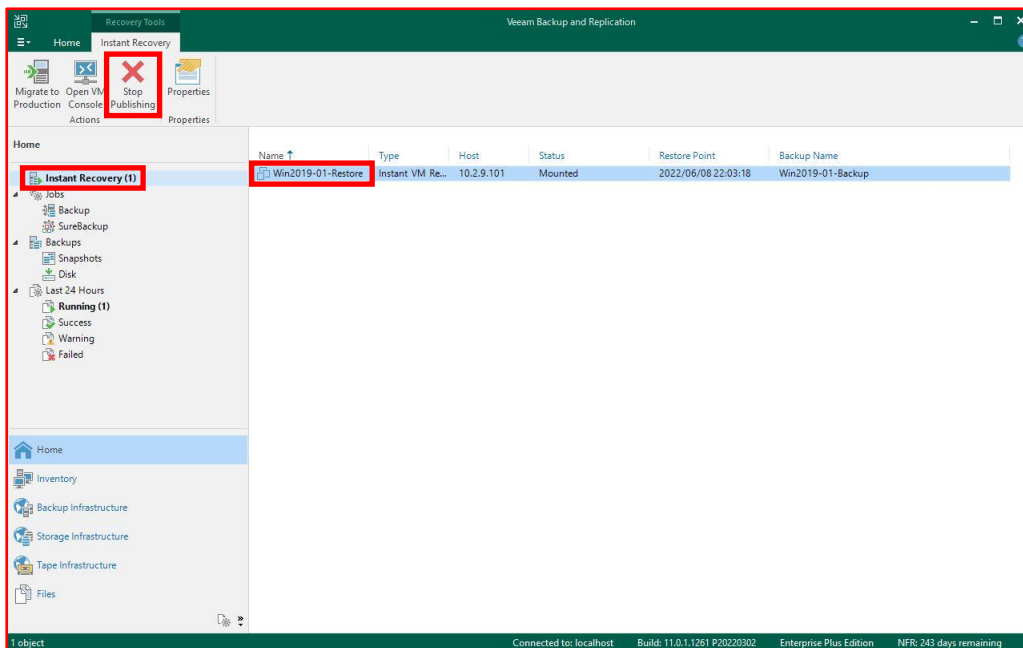 Recovery Tools
Veeam Backup and Replication
Home
Instant Recovery
Migrate to Production
Open VM Console
Stop Publishing
Properties
Actions
Properties
Home
Instant Recovery (1)
Jobs
Backup
SureBackup
Backups
Snapshots
Disk
Last 24 Hours
Running (1)
Success
Warning
Failed
Name Type Host Status Restore Point Backup Name
Win2019-01-Restore Instant VM Re... 10.2.9.101 Mounted 2022/06/08 22:03:18 Win2019-01-Backup
Home
Inventory
Backup Infrastructure
Storage Infrastructure
Tape Infrastructure
Files
1 object Connected to: localhost Build: 11.0.1.1261 P20220302 Enterprise Plus Edition NFR: 243 days remaining